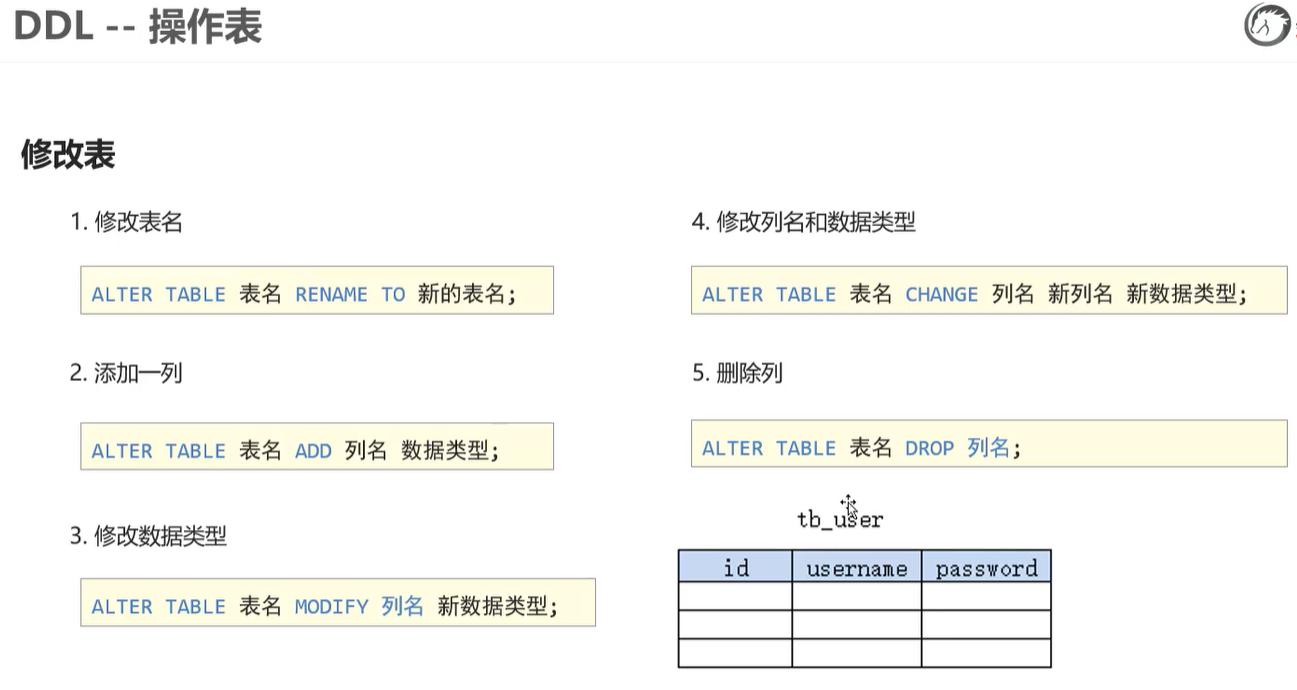 DDL -- 操作表
修改表
1. 修改表名
ALTER TABLE 表名 RENAME TO 新的表名;
2. 添加一列
ALTER TABLE 表名 ADD 列名 数据类型;
3. 修改数据类型
ALTER TABLE 表名 MODIFY 列名 新数据类型;
4. 修改列名和数据类型
ALTER TABLE 表名 CHANGE 列名 新列名 新数据类型;
5. 删除列
ALTER TABLE 表名 DROP 列名;
tb_user
id username password